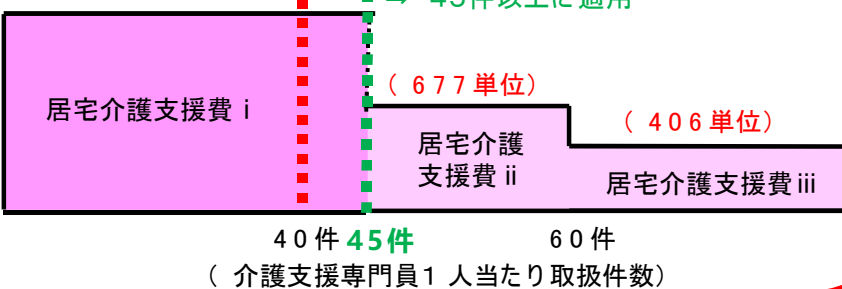 → 45件以上に適用
(677単位)
居宅介護支援費ⅰ
(406単位)
居宅介護
支援費ⅱ
居宅介護支援費ⅲ
40件 45件 60件
(介護支援専門員1人当たり取扱件数)